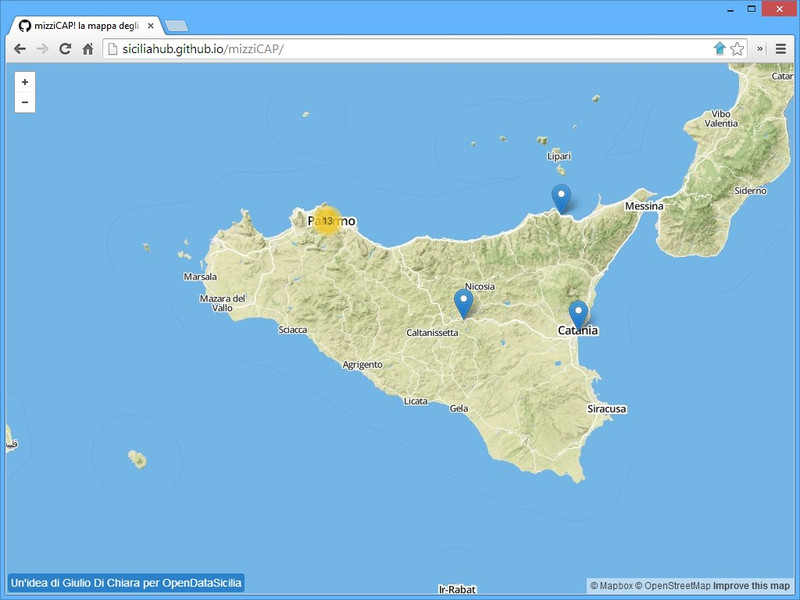 mizziCAP! la mappa degli
siciliahub.github.io/mizziCAP/
»
+
−
Catan
Vibo
Valentia
Lipari
Siderno
Messina
Palermo
13
Marsala
Nicosia
Mazara del
Vallo
Sciacca
Caltanissetta
Catania
Agrigento
Licata
Gela
Siracusa
Un'idea di Giulio Di Chiara per OpenDataSicilia
© Mapbox © OpenStreetMap Improve this map
Ir-Rabat